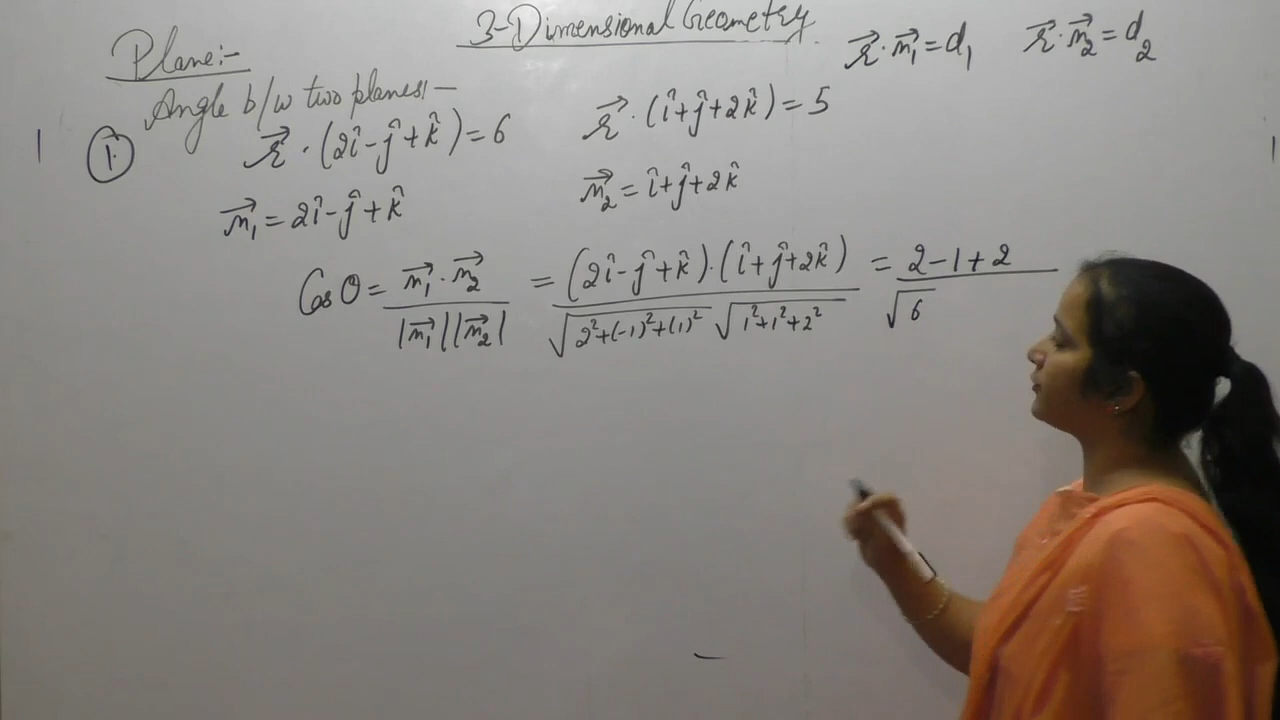 3-Dimensional Geometry
r⃗·n⃗₁ = d₁ r⃗·n⃗₂ = d₂
Plane:-
Angle b/w two planes:-
① r⃗·(2î-ĵ+k̂)=6 r⃗·(î+ĵ+2k̂)=5
n⃗₁ = 2î-ĵ+k̂ n⃗₂ = î+ĵ+2k̂
Cos θ = n⃗₁·n⃗₂ / |n⃗₁||n⃗₂| = (2î-ĵ+k̂)·(î+ĵ+2k̂) / √(2²+(-1)²+(1)²) √(1²+1²+2²) = 2-1+2 / √6